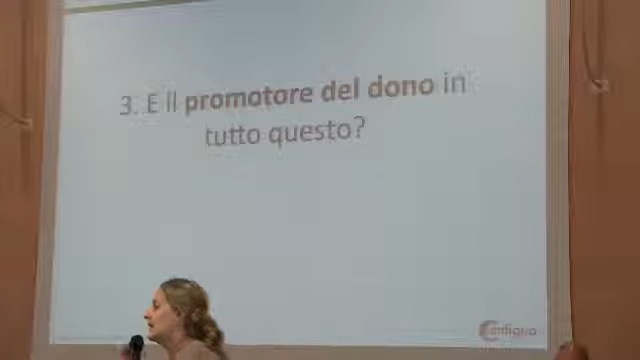 3. E il promotore del dono in
tutto questo?